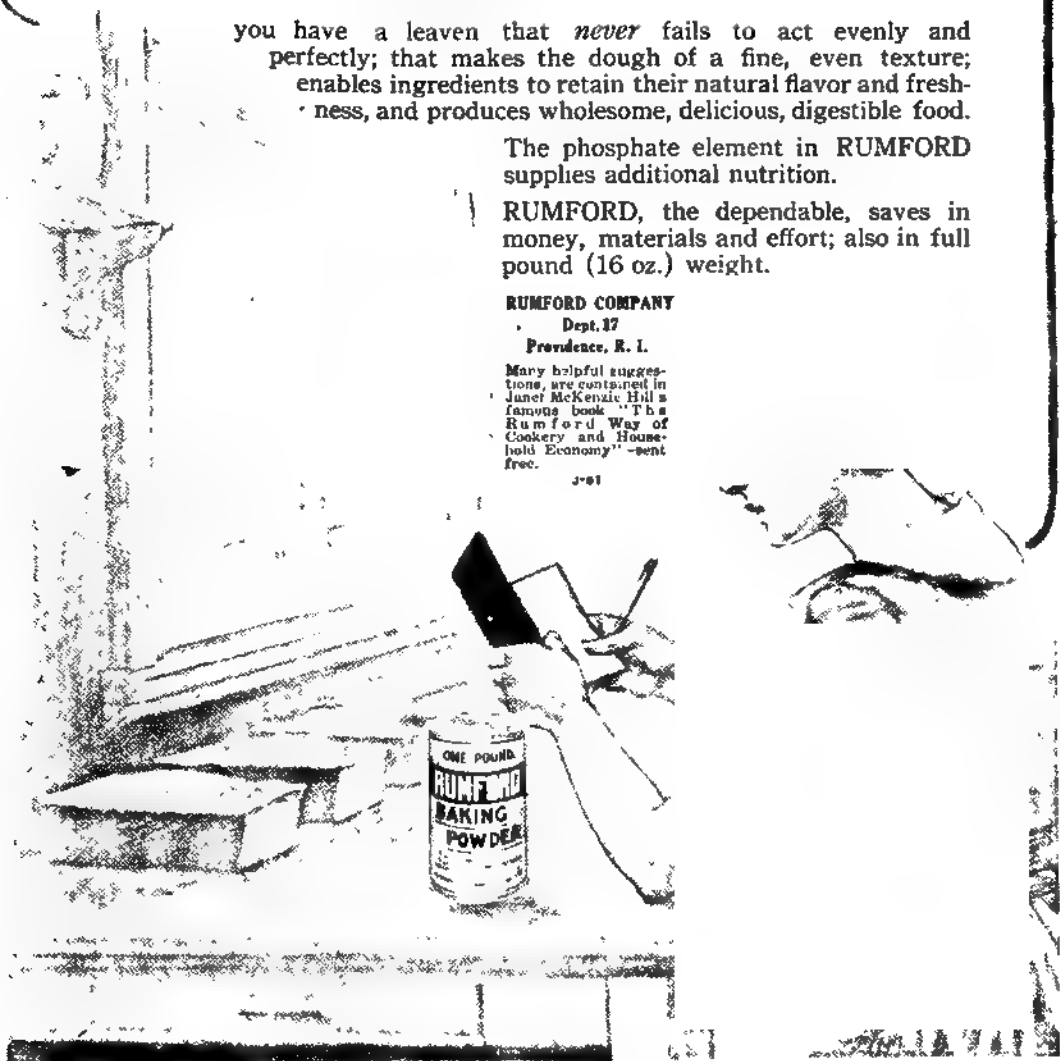 you have a leaven that never fails to act evenly and
perfectly; that makes the dough of a fine, even texture;
enables ingredients to retain their natural flavor and fresh-
ness, and produces wholesome, delicious, digestible food.
The phosphate element in RUMFORD
supplies additional nutrition.
RUMFORD, the dependable, saves in
money, materials and effort; also in full
pound (16 oz.) weight.
RUMFORD COMPANY
Dept. 17
Providence, R. I.
Many helpful sugges-
tions, are contained in
Janet McKenzie Hill's
famous book "The
Rumford Way of
Cookery and House-
hold Economy" -sent
free.
J-61
ONE POUND
RUMFORD
BAKING
POWDER